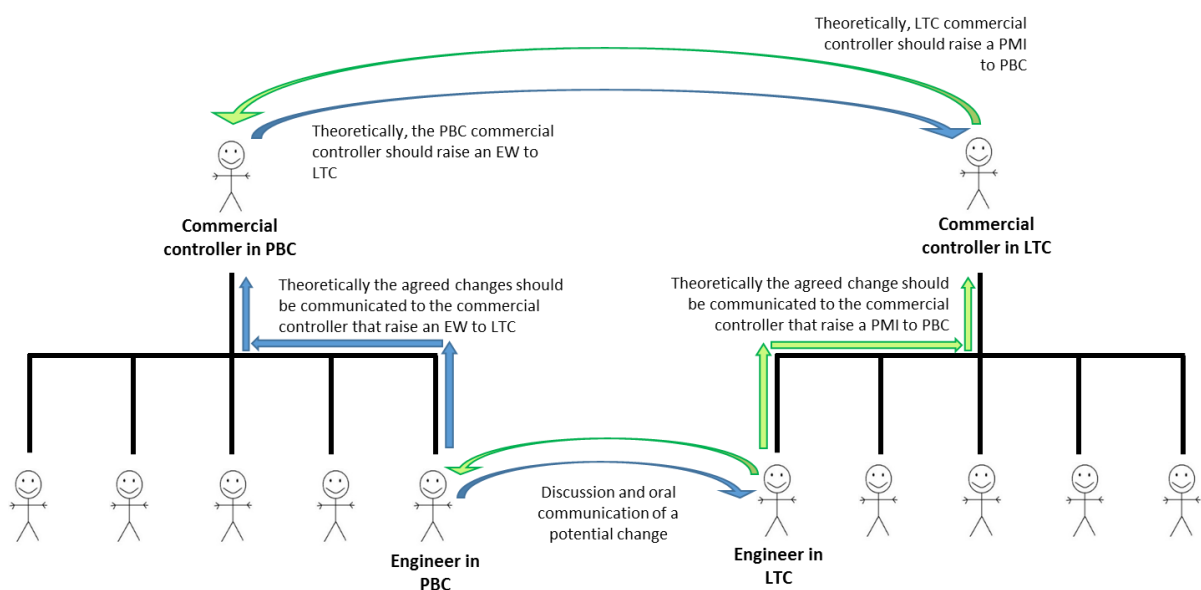 Theoretically, LTC commercial
controller should raise a PMI
to PBC
Theoretically, the PBC commercial
controller should raise an EW to
LTC
Commercial
controller in PBC
Commercial
controller in LTC
Theoretically the agreed changes should
be communicated to the commercial
controller that raise an EW to LTC
Theoretically the agreed change should
be communicated to the commercial
controller that raise a PMI to PBC
Discussion and oral
communication of a
potential change
Engineer in
PBC
Engineer in
LTC